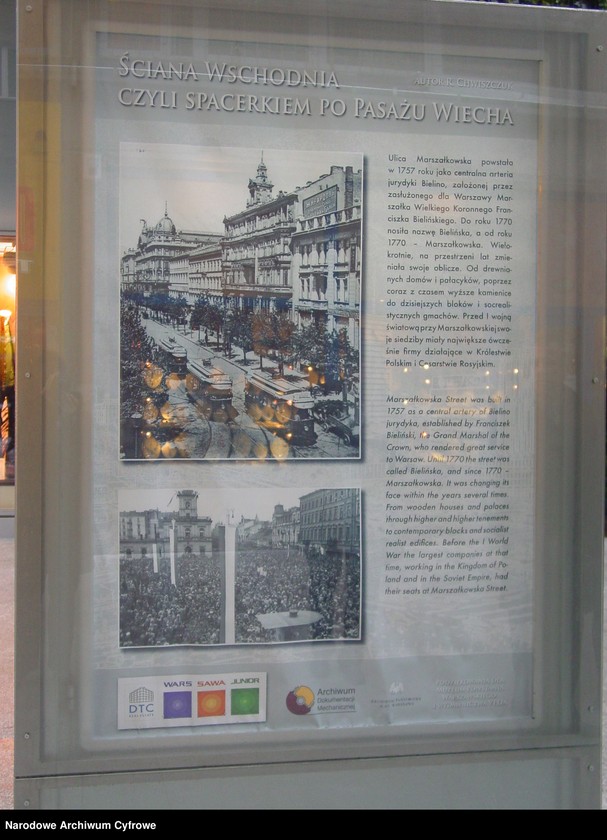 Ściana Wschodnia
czyli spacerkiem po Pasażu Wiecha
Ulica Marszałkowska powstała
w 1757 roku jako centralna arteria
jurydyki Bielino, założonej przez
zasłużonego dla Warszawy Mar-
szałka Wielkiego Koronnego Fran-
ciszka Bielińskiego. Do roku 1770
nosiła nazwę Bielińska, a od roku
1770 – Marszałkowska. Wielo-
krotnie, na przestrzeni lat zmie-
niała swoje oblicze. Od drewnia-
nych domów i pałacyków, poprzez
coraz z czasem wyższe kamienice
do dzisiejszych bloków i socreali-
stycznych gmachów. Przed I wojną
światową przy Marszałkowskiej swo-
je siedziby miały największe ówcze-
śnie firmy działające w Królestwie
Polskim i Cesarstwie Rosyjskim.
Marszałkowska Street was built in
1757 as a central artery of Bielino
jurydyka, established by Franciszek
Bieliński, the Grand Marshal of the
Crown, who rendered great service
to Warsaw. Until 1770 the street was
called Bielińska, and since 1770 –
Marszałkowska. It was changing its
face within the years several times.
From wooden houses and palaces
through higher and higher tenements
to contemporary blocks and socialist
realist edifices. Before the I World
War the largest companies at that
time, working in the Kingdom of Po-
land and in the Soviet Empire, had
their seats at Marszałkowska Street.
DTC
WARS SAWA JUNIOR
Archiwum
Dokumentacji
Mechanicznej
Narodowe Archiwum Cyfrowe